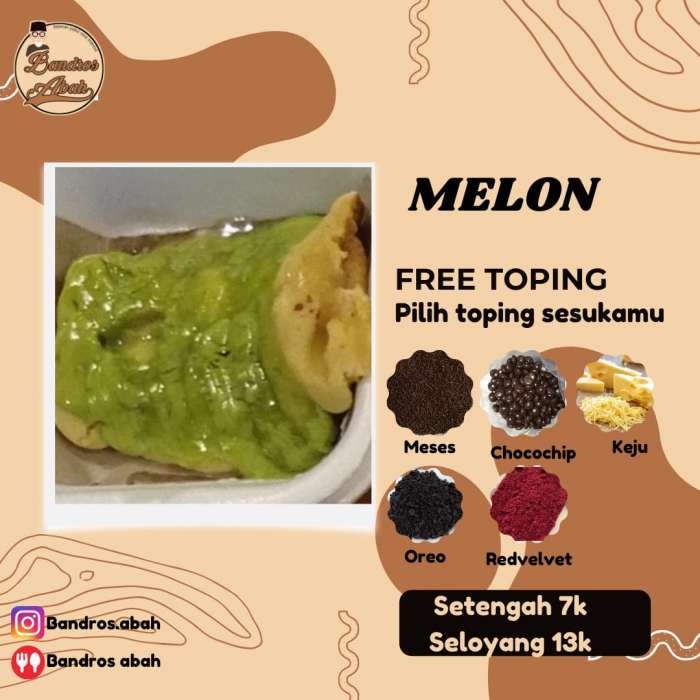 Bandros
Abah
MELON
FREE TOPING
Pilih toping sesukamu
Meses
Chocochip
Keju
Oreo
Redvelvet
Setengah 7k
Seloyang 13k
Bandros.abah
Bandros abah